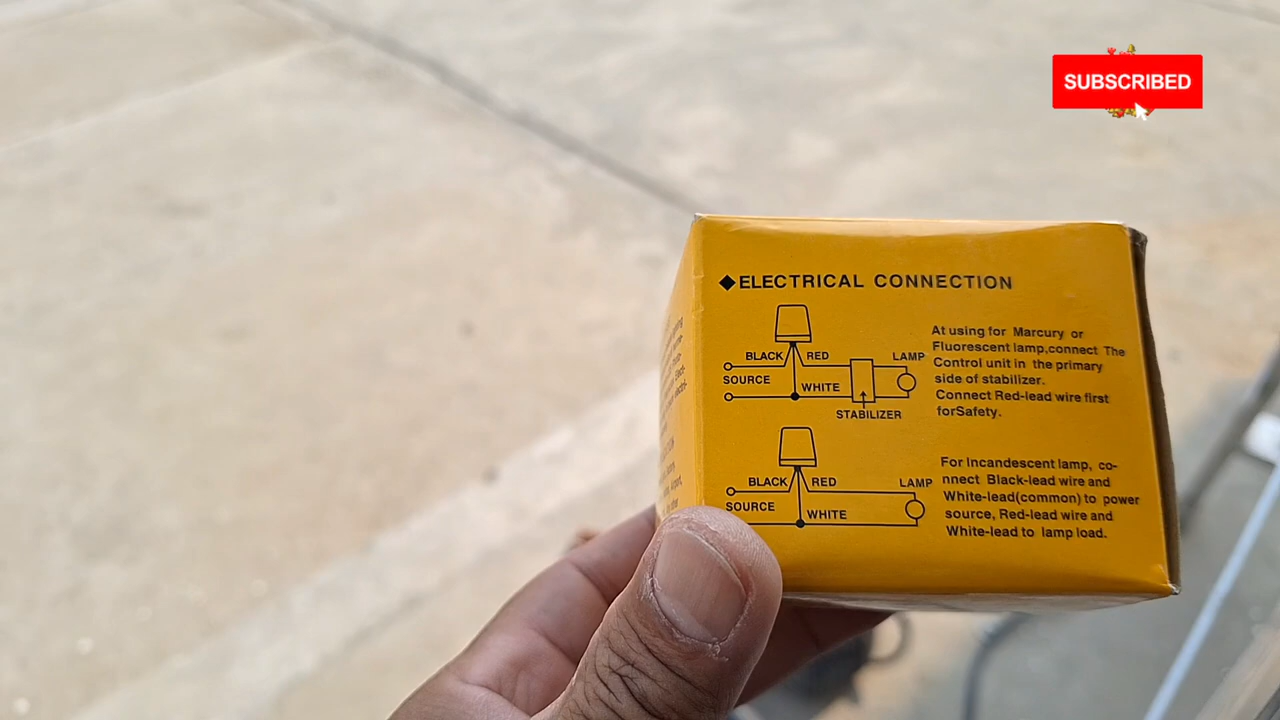 SUBSCRIBED
◆ELECTRICAL CONNECTION
BLACK RED LAMP
SOURCE
WHITE
STABILIZER
At using for Marcury or
Fluorescent lamp,connect The
Control unit in the primary
side of stabilizer.
Connect Red-lead wire first
forSafety.
BLACK RED LAMP
SOURCE
WHITE
For Incandescent lamp, co-
nnect Black-lead wire and
White-lead(common) to power
source, Red-lead wire and
White-lead to lamp load.